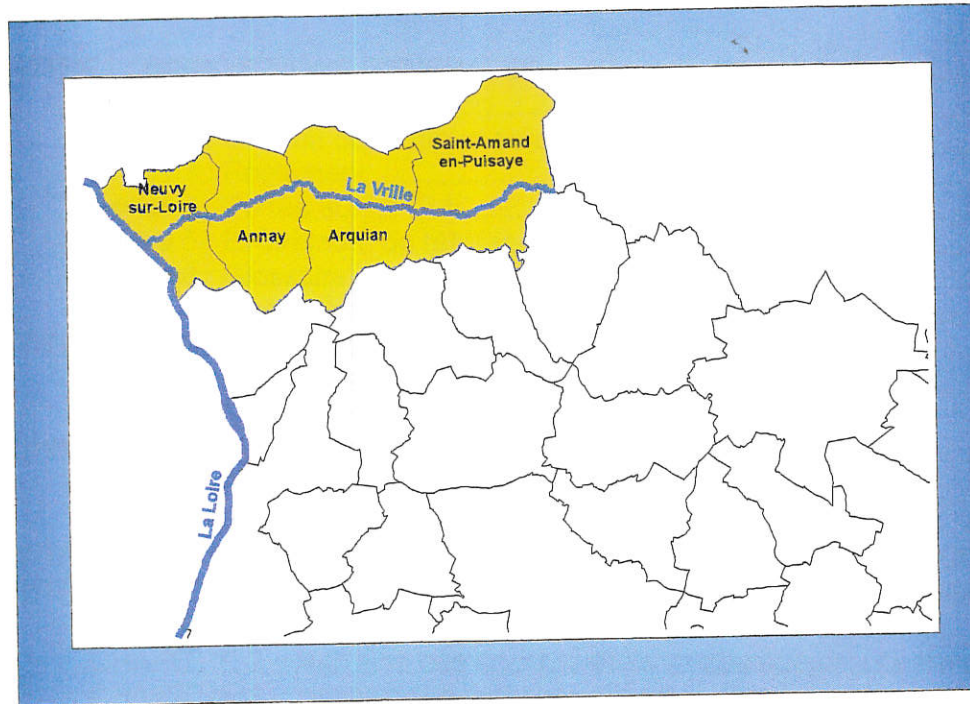 Saint-Amand
en-Puisaye
La Vrille
Neuvy
sur-Loire
Annay
Arquian
La Loire